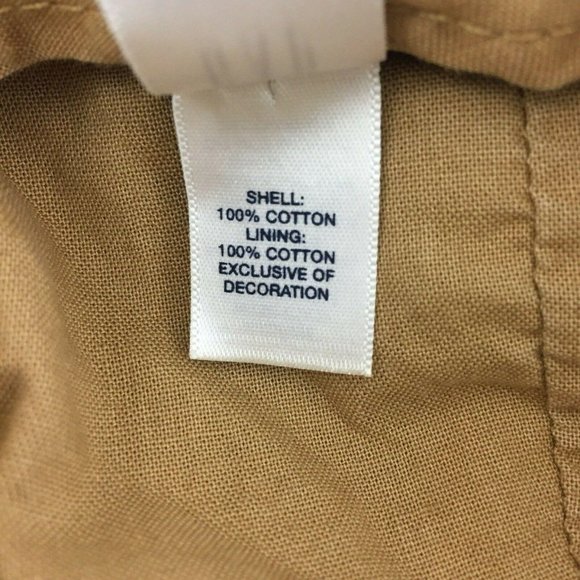 SHELL:
100% COTTON
LINING:
100% COTTON
EXCLUSIVE OF
DECORATION